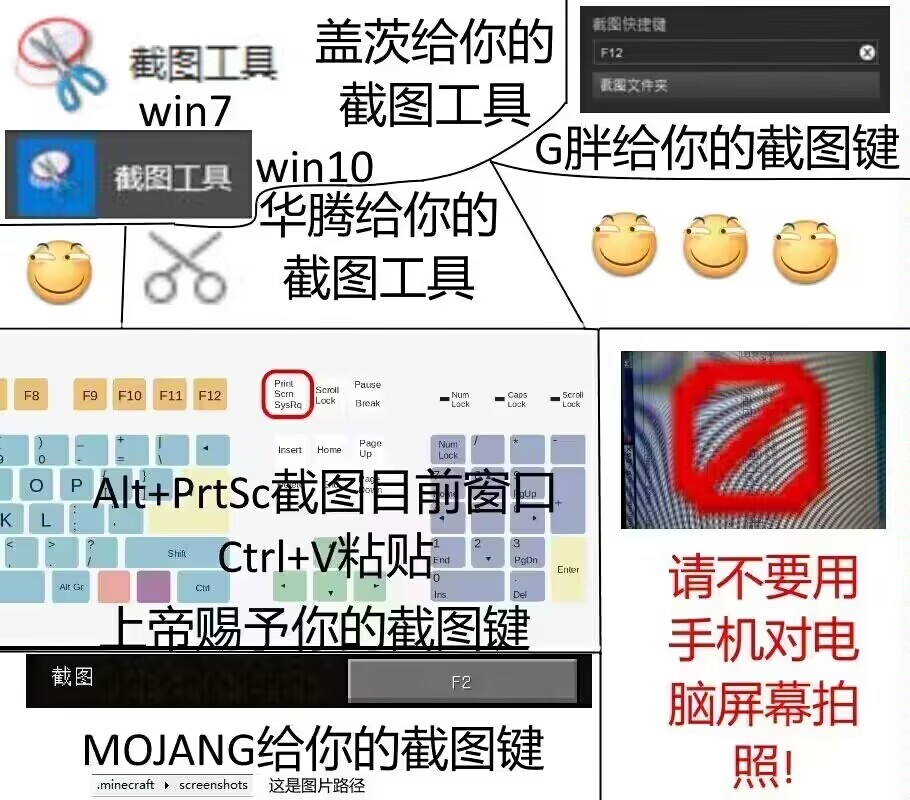 截图工具
win7
盖茨给你的
截图工具
截图工具
win10
截图快捷键
F12
截图文件夹
G胖给你的截图键
华腾给你的
截图工具
F8 F9 F10 F11 F12
Print
Scrn
SysRq
Scroll
Lock
Pause
Break
Num
Lock
Caps
Lock
Scroll
Lock
Insert Home Page
Up
Num
Lock
/ * -
) 0
_ -
+ =
| \
O P
K L
Alt+PrtSc截图目前窗口
PgUp
+
< ,
> .
? /
Shift
1
End
2
3
PgDn
Enter
Ctrl+V粘贴
Alt Gr
Ctrl
0
Ins
.
Del
上帝赐予你的截图键
截图
F2
MOJANG给你的截图键
.minecraft screenshots 这是图片路径
请不要用
手机对电
脑屏幕拍
照!